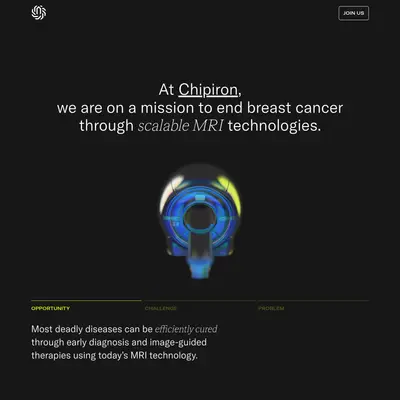 JOIN US
At Chipiron,
we are on a mission to end breast cancer
through scalable MRI technologies.
OPPORTUNITY
CHALLENGE
PROBLEM
Most deadly diseases can be efficiently cured
through early diagnosis and image-guided
therapies using today's MRI technology.